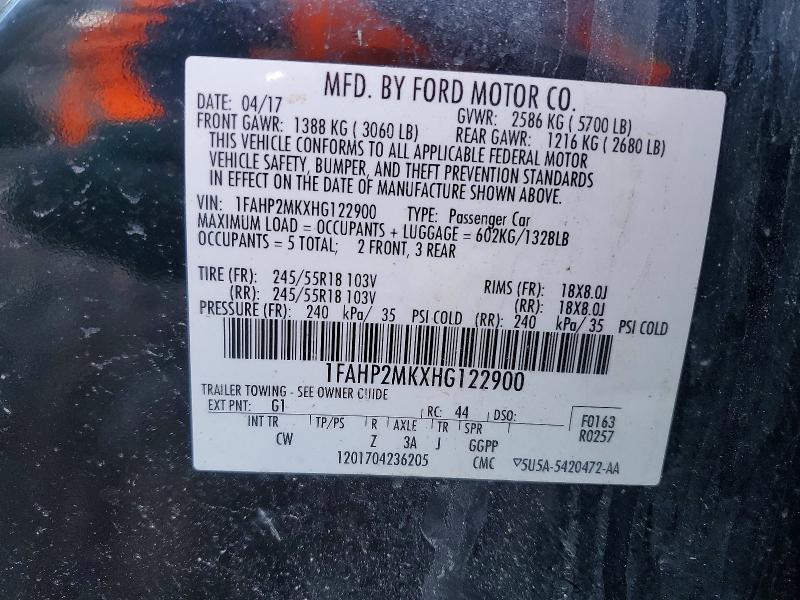 MFD. BY FORD MOTOR CO.
DATE: 04/17 GVWR: 2586 KG ( 5700 LB)
FRONT GAWR: 1388 KG ( 3060 LB) REAR GAWR: 1216 KG ( 2680 LB)
THIS VEHICLE CONFORMS TO ALL APPLICABLE FEDERAL MOTOR
VEHICLE SAFETY, BUMPER, AND THEFT PREVENTION STANDARDS
IN EFFECT ON THE DATE OF MANUFACTURE SHOWN ABOVE.
VIN: 1FAHP2MKXHG122900 TYPE: Passenger Car
MAXIMUM LOAD = OCCUPANTS + LUGGAGE = 602KG/1328LB
OCCUPANTS = 5 TOTAL; 2 FRONT, 3 REAR
TIRE (FR): 245/55R18 103V RIMS (FR): 18X8.0J
(RR): 245/55R18 103V (RR): 18X8.0J
PRESSURE (FR): 240 kPa/ 35 PSI COLD (RR): 240 kPa/ 35 PSI COLD
1FAHP2MKXHG122900
TRAILER TOWING - SEE OWNER GUIDE
EXT PNT: G1 RC: 44 DSO: F0163
INT TR TP/PS R AXLE TR SPR R0257
CW Z 3A J GGPP
1201704236205 CMC ▽5U5A-5420472-AA